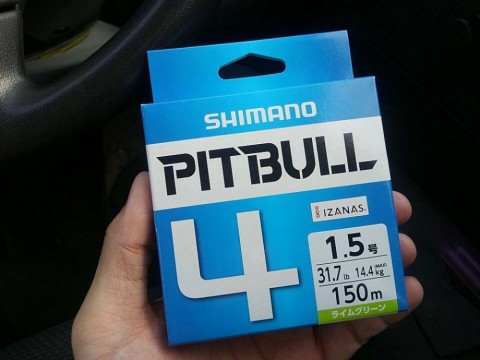 SHIMANO
PITBULL
4
IZANAS®
1.5号
31.7lb 14.4kg (MAX)
150m
ライムグリーン